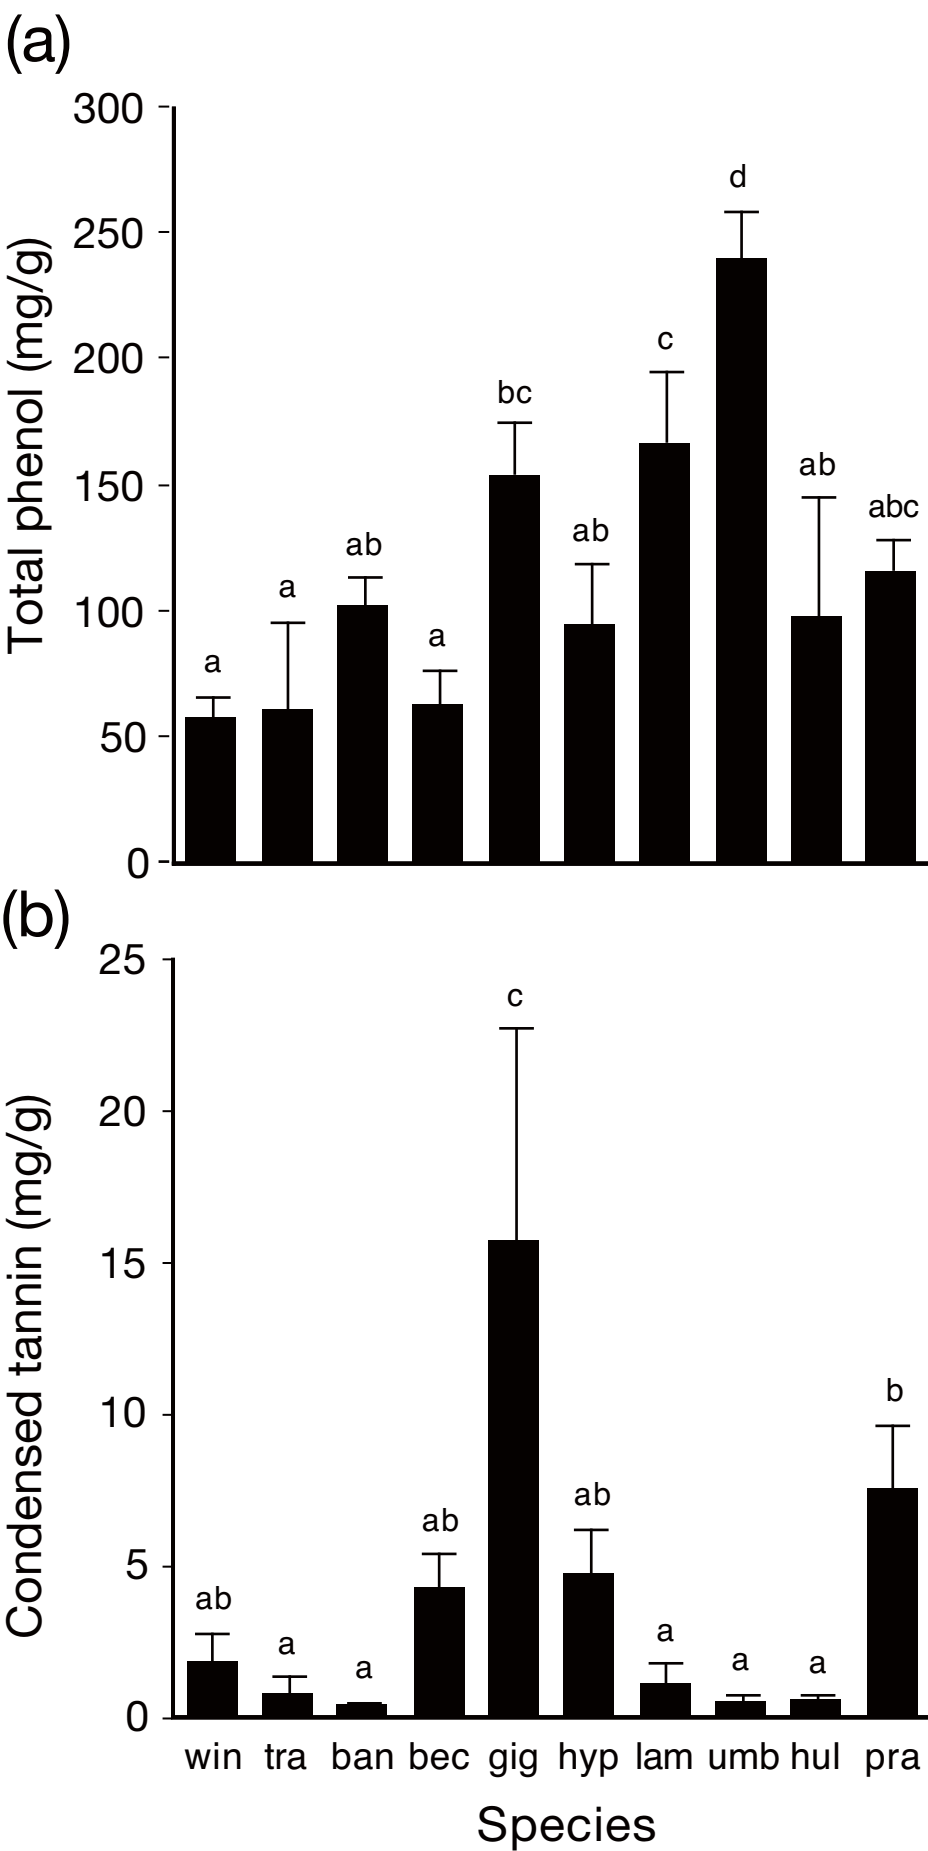 (a)
Total phenol (mg/g)
300
250
200
150
100
50
0
a
a
ab
a
bc
ab
c
d
ab
abc
(b)
Condensed tannin (mg/g)
25
20
15
10
5
0
ab
a
a
ab
c
ab
a
a
a
b
win tra ban bec gig hyp lam umb hul pra
Species